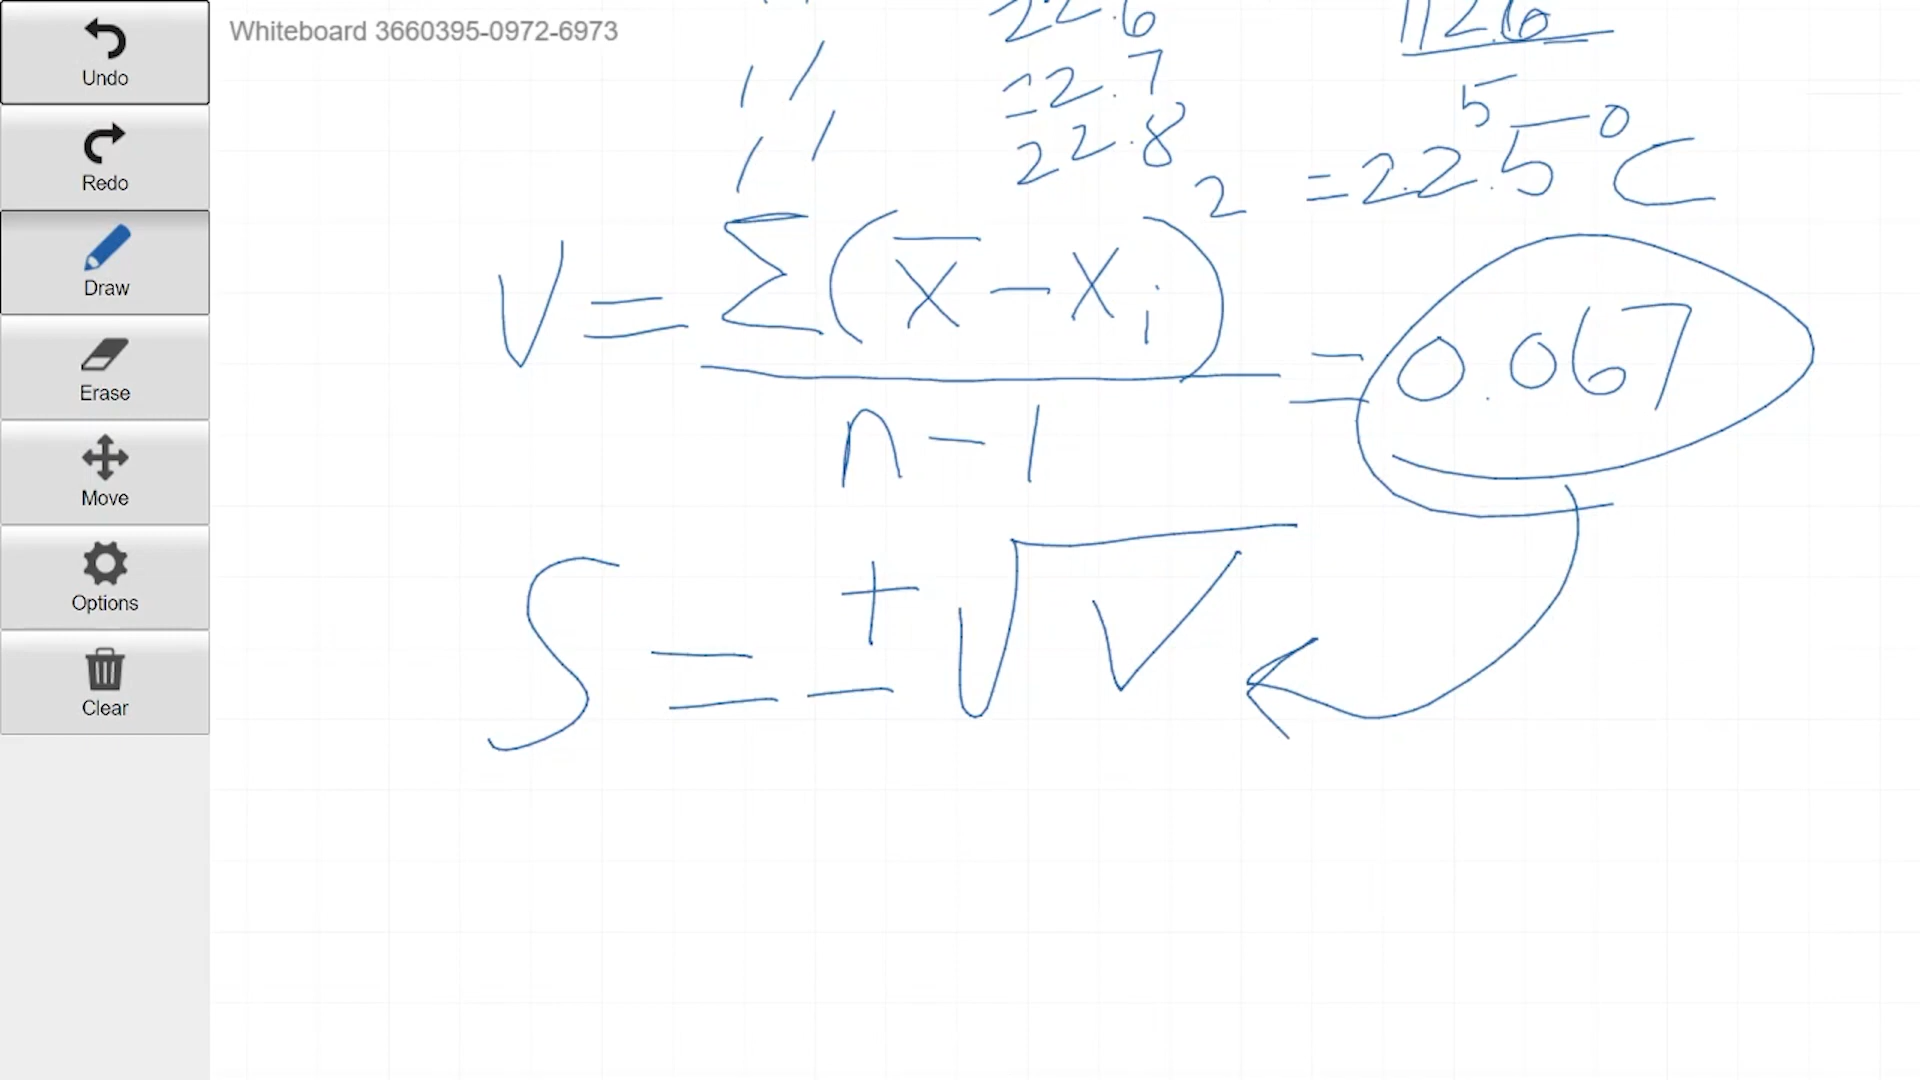 Undo
Redo
Draw
Erase
Move
Options
Clear
Whiteboard 3660395-0972-6973
22.6
112.6
,, 22.7
5
,, 22.8
= 22.5°C
V = Σ(X̄ - Xi)² / n - 1 = 0.067
S = ± √V